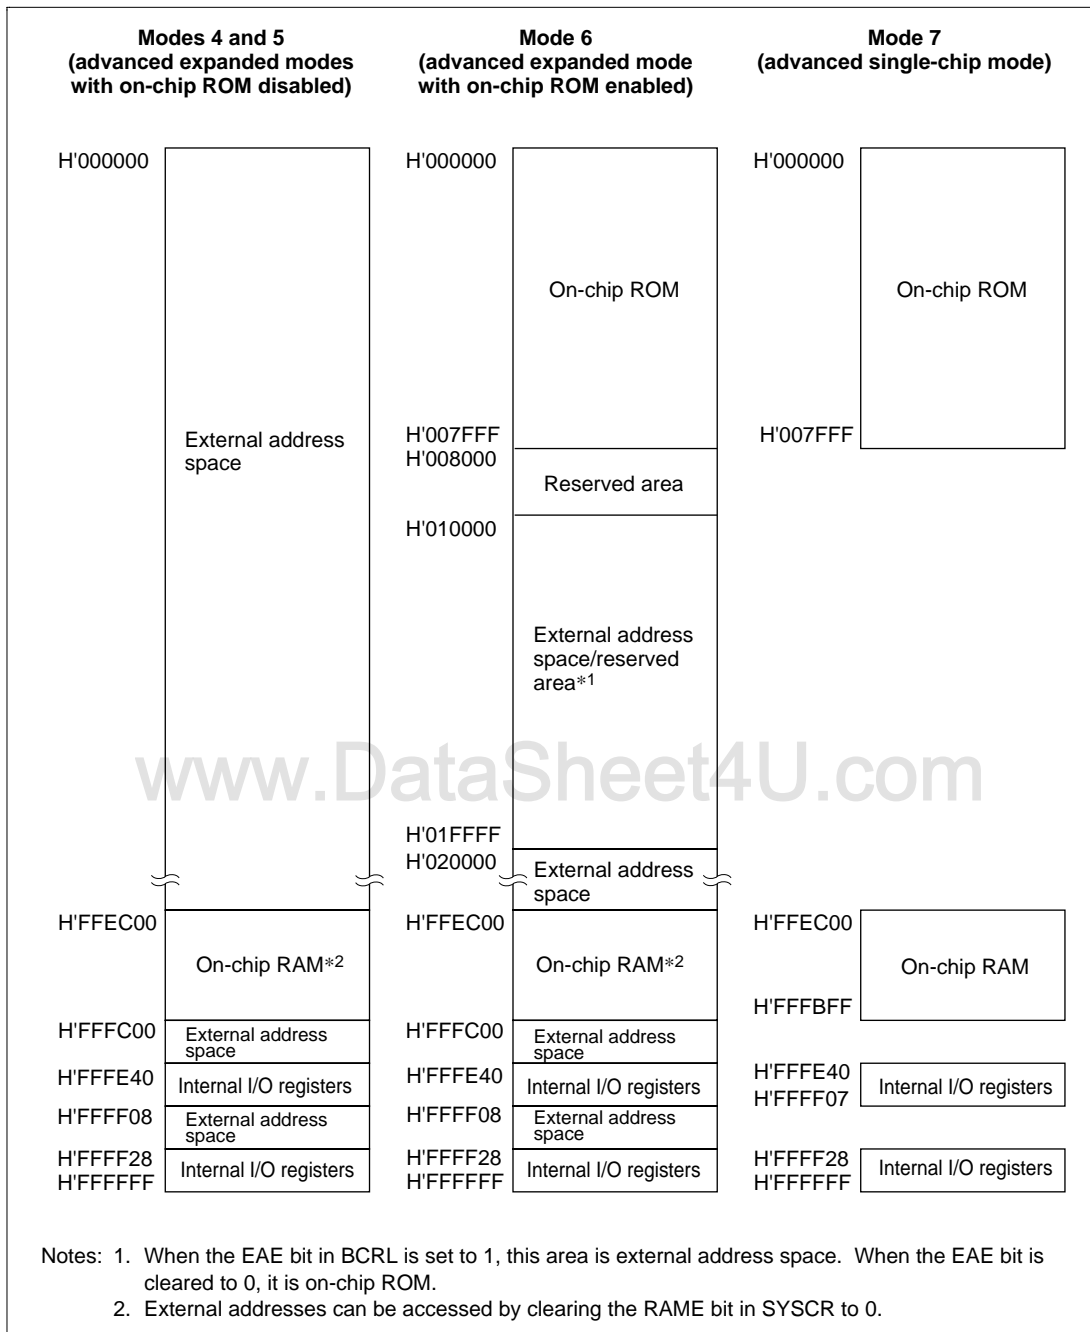 Modes 4 and 5
(advanced expanded modes
with on-chip ROM disabled)
H'000000
External address
space
H'FFEC00
On-chip RAM*2
H'FFFC00
External address
space
H'FFFE40
Internal I/O registers
H'FFFF08
External address
space
H'FFFF28
Internal I/O registers
H'FFFFFF
Mode 6
(advanced expanded mode
with on-chip ROM enabled)
H'000000
On-chip ROM
H'007FFF
H'008000
Reserved area
H'010000
External address
space/reserved
area*1
H'01FFFF
H'020000
External address
space
H'FFEC00
On-chip RAM*2
H'FFFC00
External address
space
H'FFFE40
Internal I/O registers
H'FFFF08
External address
space
H'FFFF28
Internal I/O registers
H'FFFFFF
Mode 7
(advanced single-chip mode)
H'000000
On-chip ROM
H'007FFF
H'FFEC00
On-chip RAM
H'FFFBFF
H'FFFE40
Internal I/O registers
H'FFFF07
H'FFFF28
Internal I/O registers
H'FFFFFF
www.DataSheet4U.com
Notes: 1. When the EAE bit in BCRL is set to 1, this area is external address space. When the EAE bit is
cleared to 0, it is on-chip ROM.
2. External addresses can be accessed by clearing the RAME bit in SYSCR to 0.